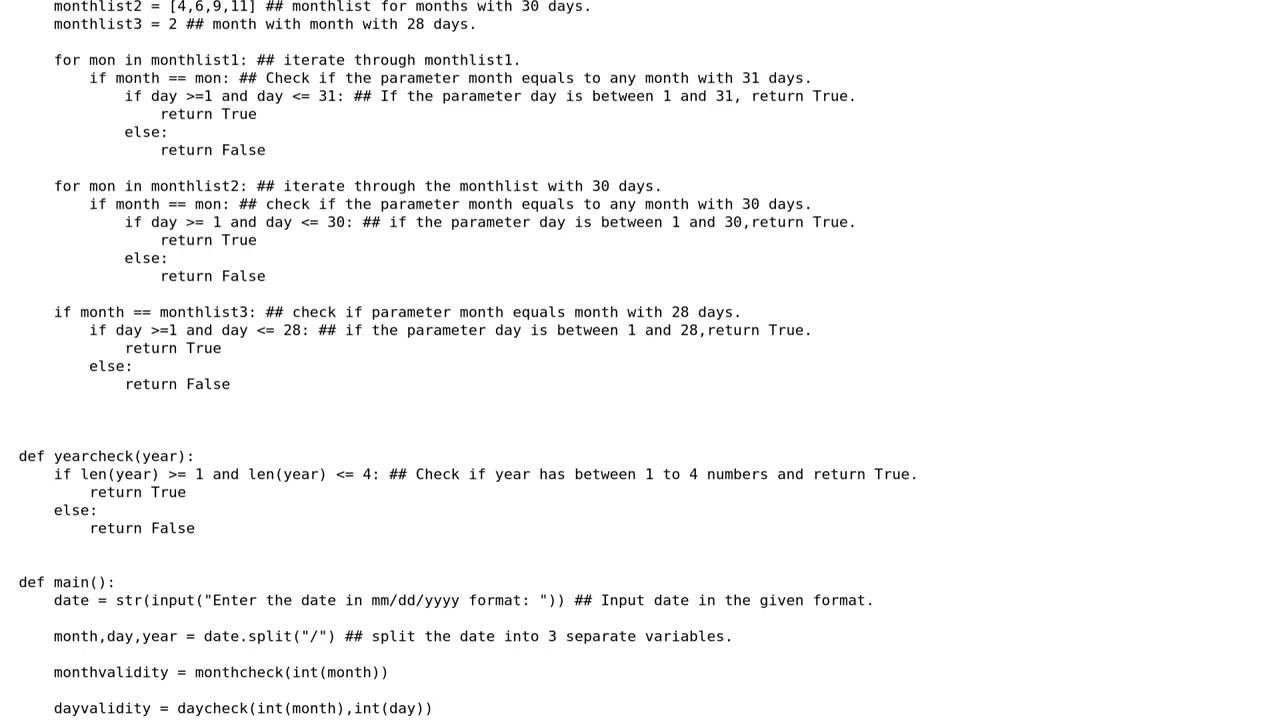 monthlist2 = [4,6,9,11] ## monthlist for months with 30 days.
monthlist3 = 2 ## month with month with 28 days.
for mon in monthlist1: ## iterate through monthlist1.
if month == mon: ## Check if the parameter month equals to any month with 31 days.
if day >=1 and day <= 31: ## If the parameter day is between 1 and 31, return True.
return True
else:
return False
for mon in monthlist2: ## iterate through the monthlist with 30 days.
if month == mon: ## check if the parameter month equals to any month with 30 days.
if day >= 1 and day <= 30: ## if the parameter day is between 1 and 30,return True.
return True
else:
return False
if month == monthlist3: ## check if parameter month equals month with 28 days.
if day >=1 and day <= 28: ## if the parameter day is between 1 and 28,return True.
return True
else:
return False
def yearcheck(year):
if len(year) >= 1 and len(year) <= 4: ## Check if year has between 1 to 4 numbers and return True.
return True
else:
return False
def main():
date = str(input("Enter the date in mm/dd/yyyy format: ")) ## Input date in the given format.
month,day,year = date.split("/") ## split the date into 3 separate variables.
monthvalidity = monthcheck(int(month))
dayvalidity = daycheck(int(month),int(day))